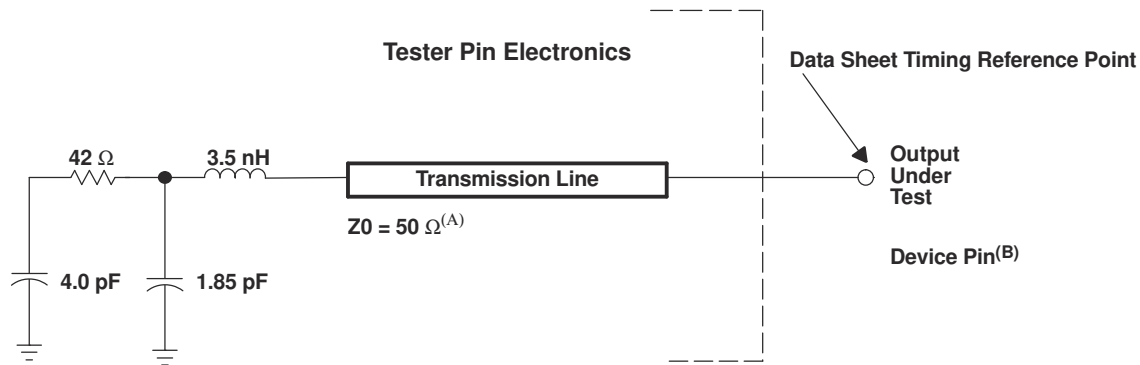 Tester Pin Electronics
Data Sheet Timing Reference Point
42 Ω
3.5 nH
Transmission Line
Output
Under
Test
Z0 = 50 Ω(A)
Device Pin(B)
4.0 pF
1.85 pF